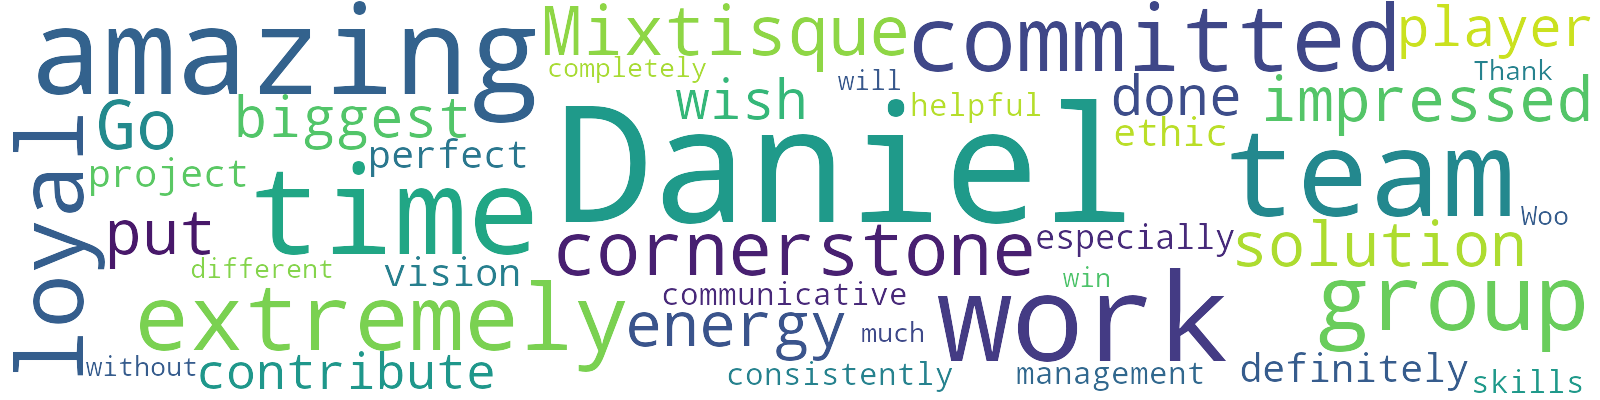 amazing
Mixtisque
committed
player
completely
will
Thank
loyal
Go
biggest
wish
helpful
done
impressed
ethic
perfect
project
time
Daniel
team
Woo
put
cornerstone
especially
solution
different
vision
win
extremely
communicative
work
group
energy
much
without
contribute
consistently
management
definitely
skills